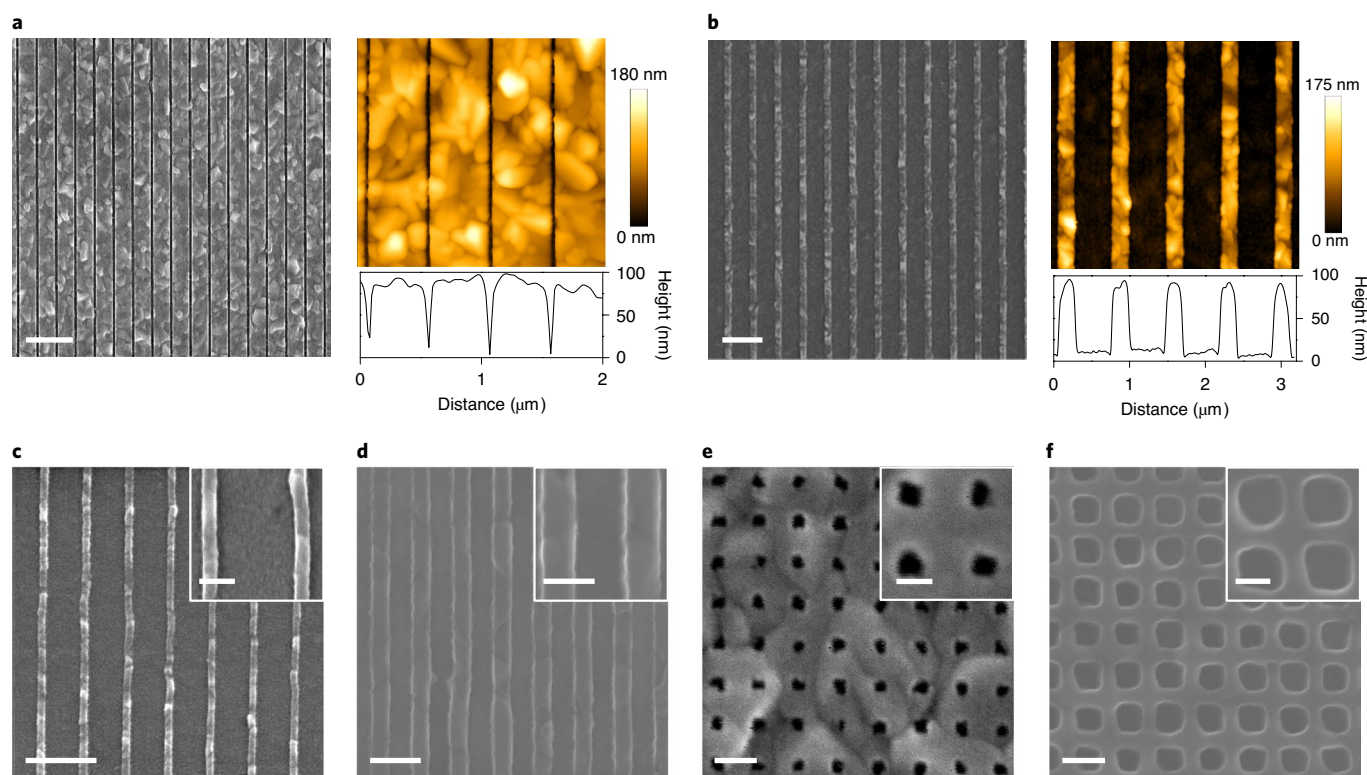 a
180 nm
0 nm
100
50
0
Height (nm)
0 1 2
Distance (μm)
b
175 nm
0 nm
100
50
0
Height (nm)
0 1 2 3
Distance (μm)
c
d
e
f